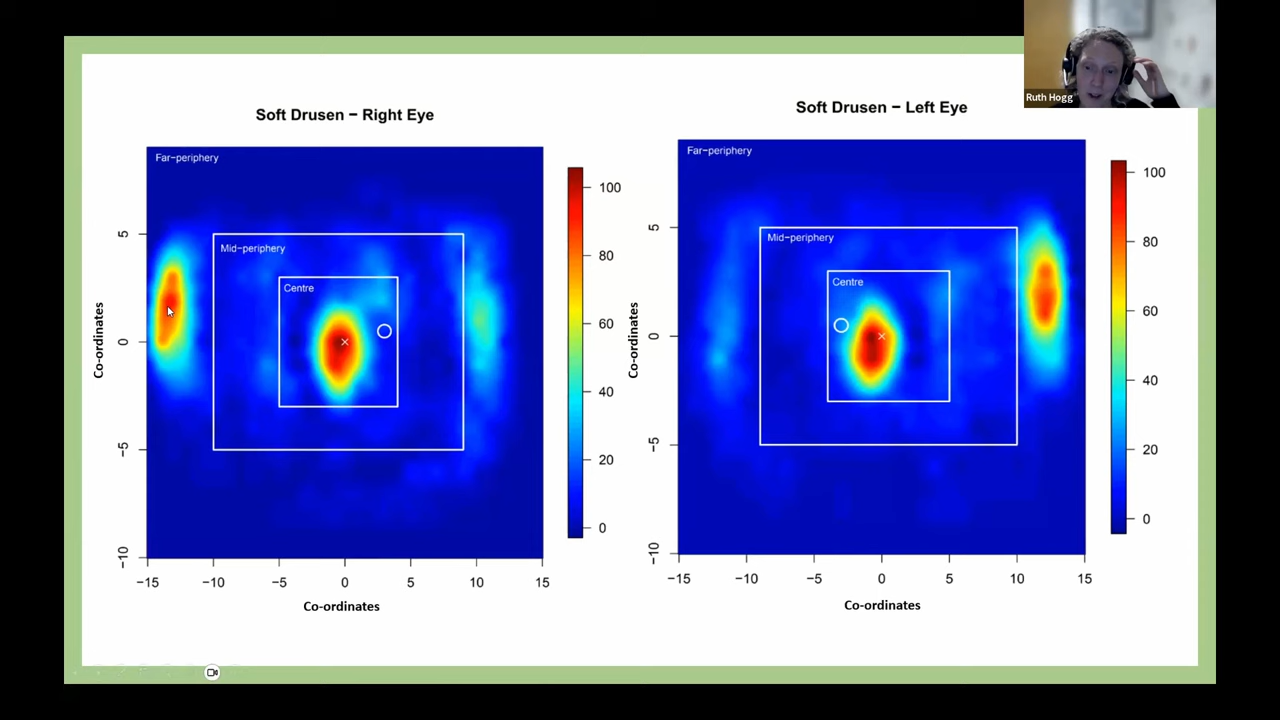 Ruth Hogg
Soft Drusen − Right Eye
Far−periphery
Mid−periphery
Centre
5
0
−5
−10
Co-ordinates
−15
−10
−5
0
5
10
15
Co-ordinates
100
80
60
40
20
0
Soft Drusen − Left Eye
Far−periphery
Mid−periphery
Centre
5
0
−5
−10
Co-ordinates
−15
−10
−5
0
5
10
15
Co-ordinates
100
80
60
40
20
0